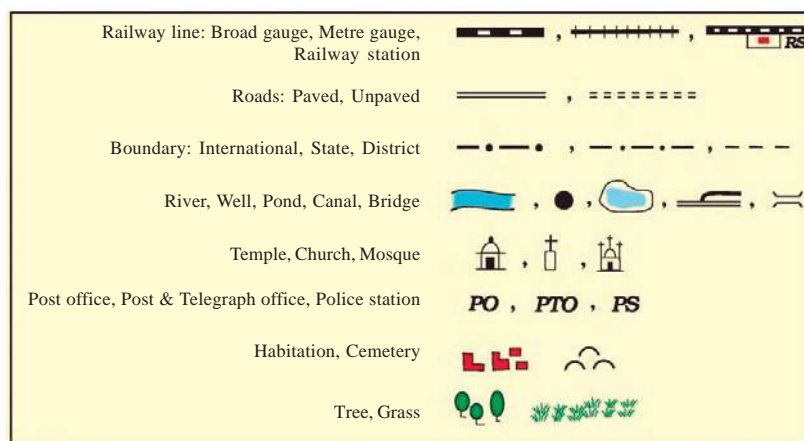 Railway line: Broad gauge, Metre gauge,
Railway station
RS
Roads: Paved, Unpaved
Boundary: International, State, District
River, Well, Pond, Canal, Bridge
Temple, Church, Mosque
Post office, Post & Telegraph office, Police station
PO , PTO , PS
Habitation, Cemetery
Tree, Grass